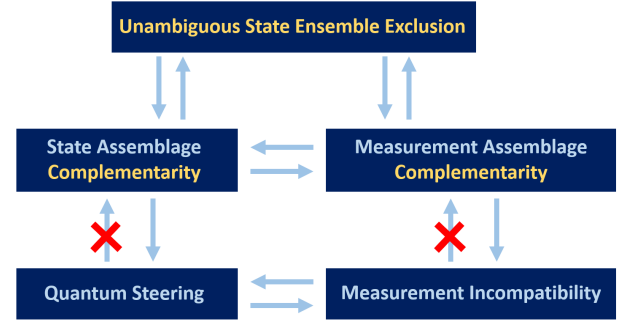 Unambiguous State Ensemble Exclusion
State Assemblage
Complementarity
Measurement Assemblage
Complementarity
Quantum Steering
Measurement Incompatibility